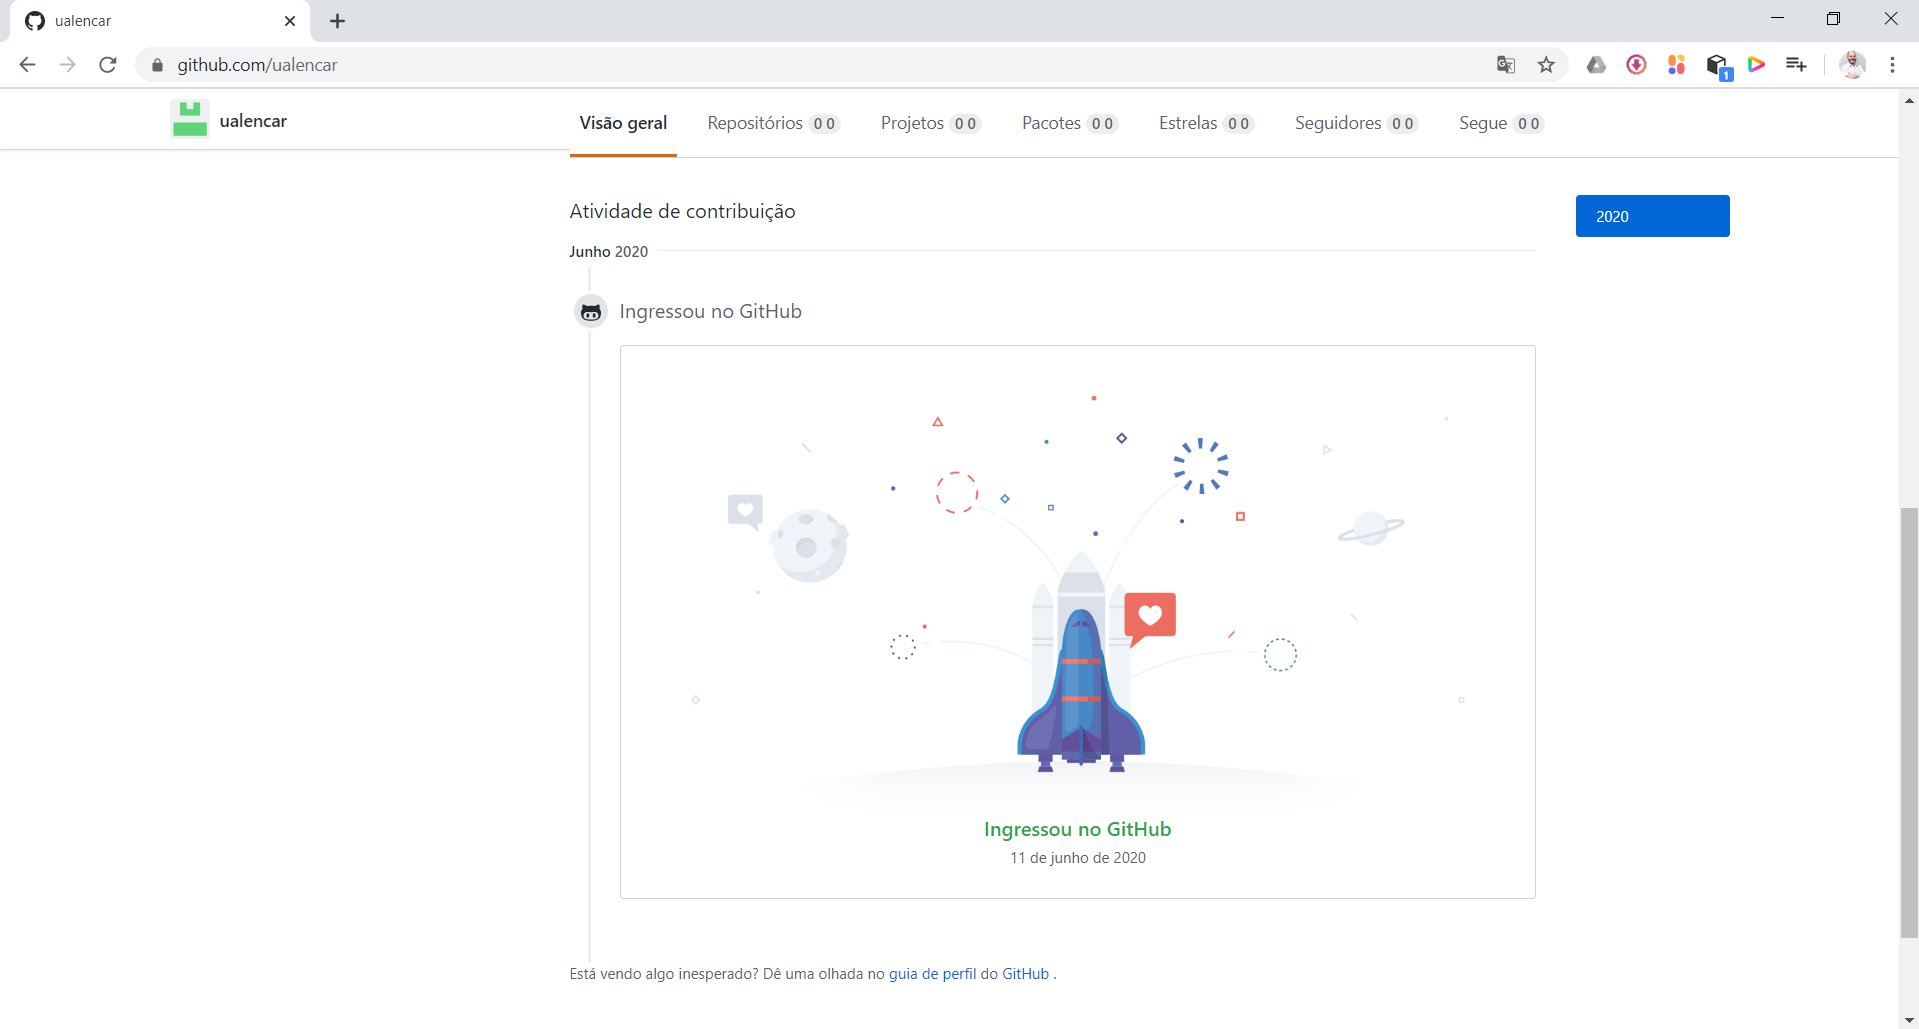 ualencar
github.com/ualencar
1
ualencar
Visão geral Repositórios 0 0 Projetos 0 0 Pacotes 0 0 Estrelas 0 0 Seguidores 0 0 Segue 0 0
Atividade de contribuição
2020
Junho 2020
Ingressou no GitHub
Ingressou no GitHub
11 de junho de 2020
Está vendo algo inesperado? Dê uma olhada no guia de perfil do GitHub .